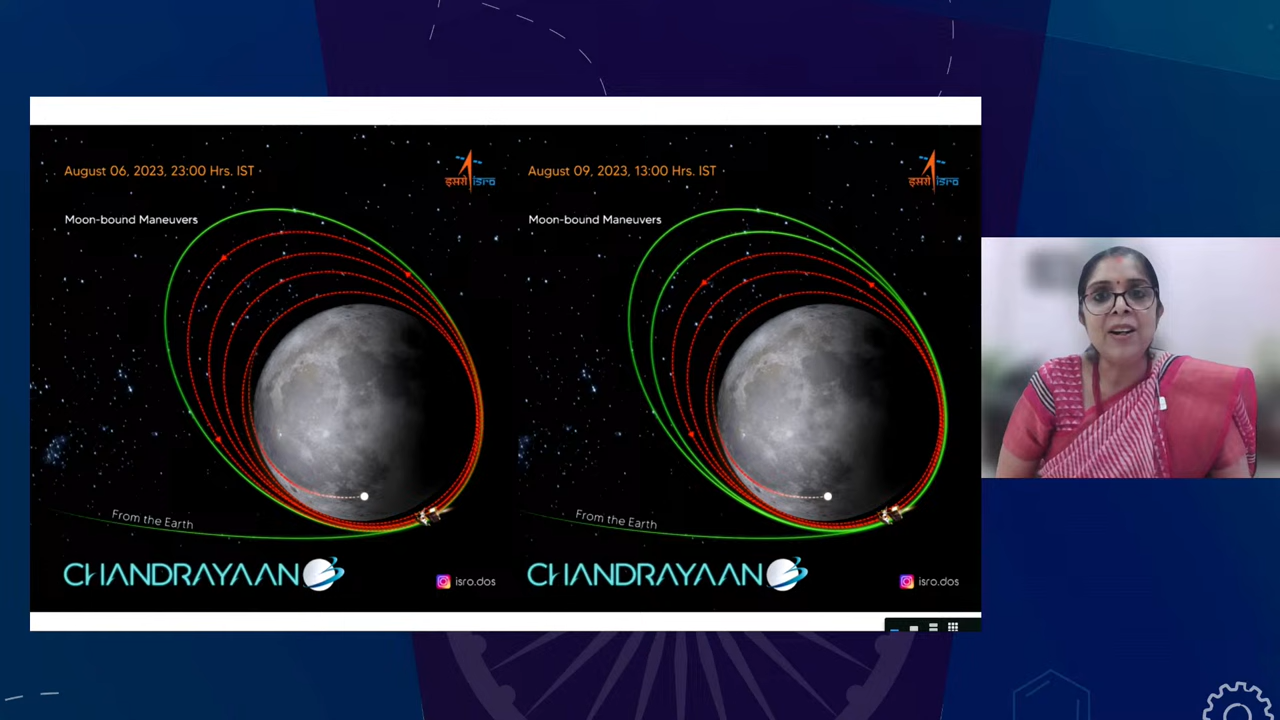 August 06, 2023, 23:00 Hrs. IST
इसरो isro
Moon-bound Maneuvers
From the Earth
CHANDRAYAAN
isro.dos
August 09, 2023, 13:00 Hrs. IST
इसरो isro
Moon-bound Maneuvers
From the Earth
CHANDRAYAAN
isro.dos